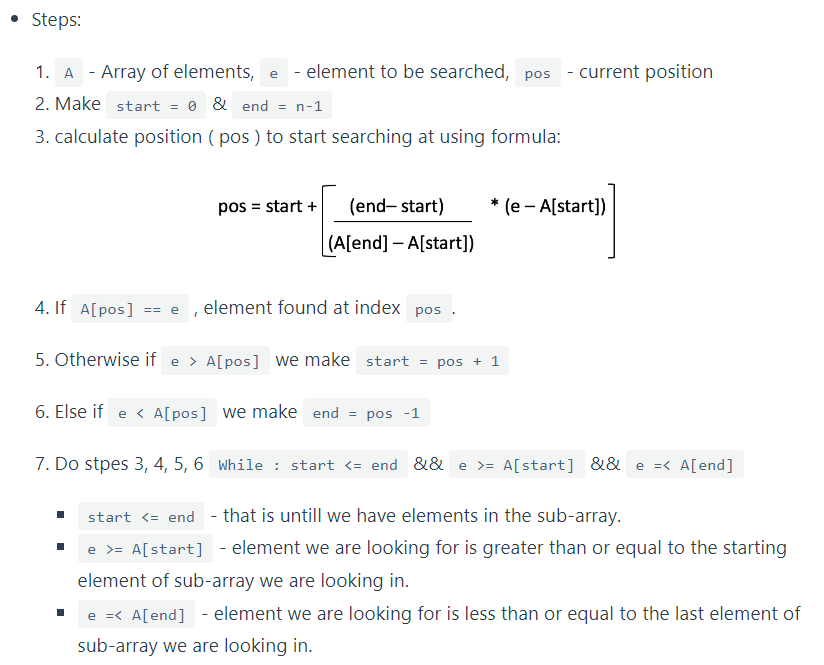 Steps:
1. A - Array of elements, e - element to be searched, pos - current position
2. Make start = 0 & end = n-1
3. calculate position ( pos ) to start searching at using formula:
pos = start + [ (end– start) * (e – A[start]) ]
(A[end] – A[start])
4. If A[pos] == e , element found at index pos .
5. Otherwise if e > A[pos] we make start = pos + 1
6. Else if e < A[pos] we make end = pos -1
7. Do stpes 3, 4, 5, 6 While : start <= end && e >= A[start] && e =< A[end]
start <= end - that is untill we have elements in the sub-array.
e >= A[start] - element we are looking for is greater than or equal to the starting
element of sub-array we are looking in.
e =< A[end] - element we are looking for is less than or equal to the last element of
sub-array we are looking in.